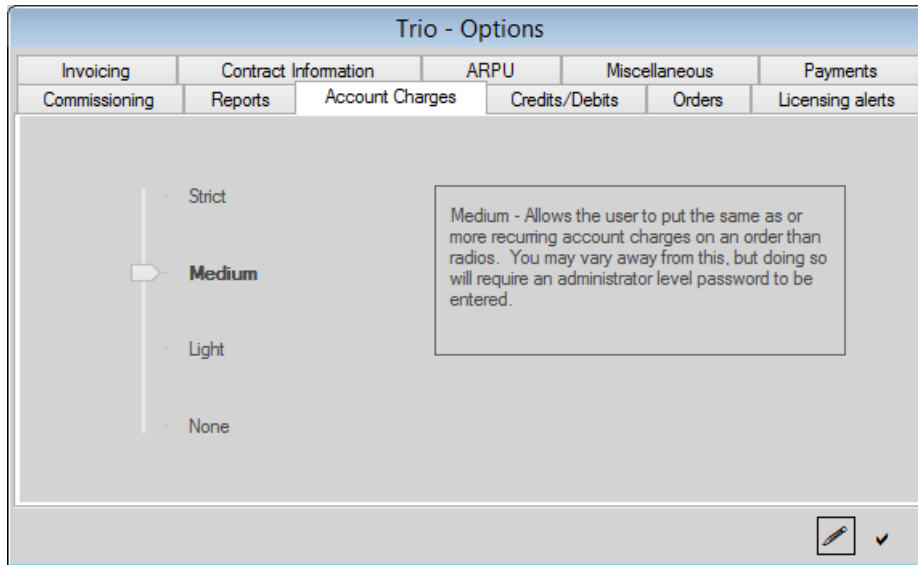 Trio - Options
Invoicing
Contract Information
ARPU
Miscellaneous
Payments
Commissioning
Reports
Account Charges
Credits/Debits
Orders
Licensing alerts
Strict
Medium
Light
None
Medium - Allows the user to put the same as or
more recurring account charges on an order than
radios.  You may vary away from this, but doing so
will require an administrator level password to be
entered.